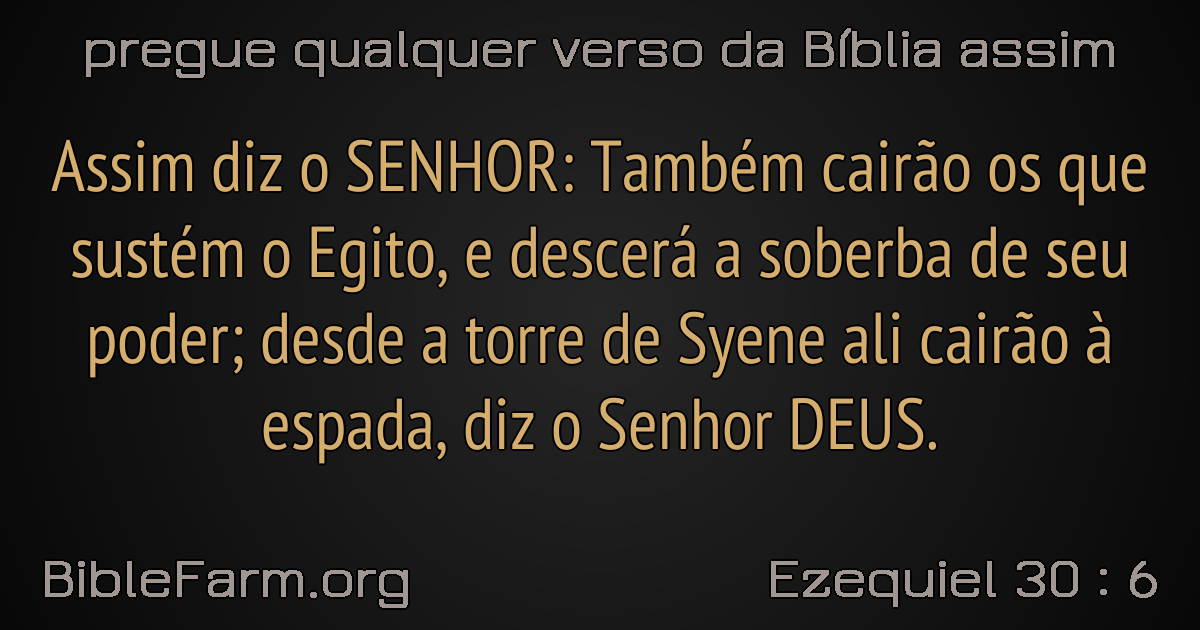 pregue qualquer verso da Bíblia assim
Assim diz o SENHOR: Também cairão os que
sustém o Egito, e descerá a soberba de seu
poder; desde a torre de Syene ali cairão à
espada, diz o Senhor DEUS.
BibleFarm.org
Ezequiel 30 : 6